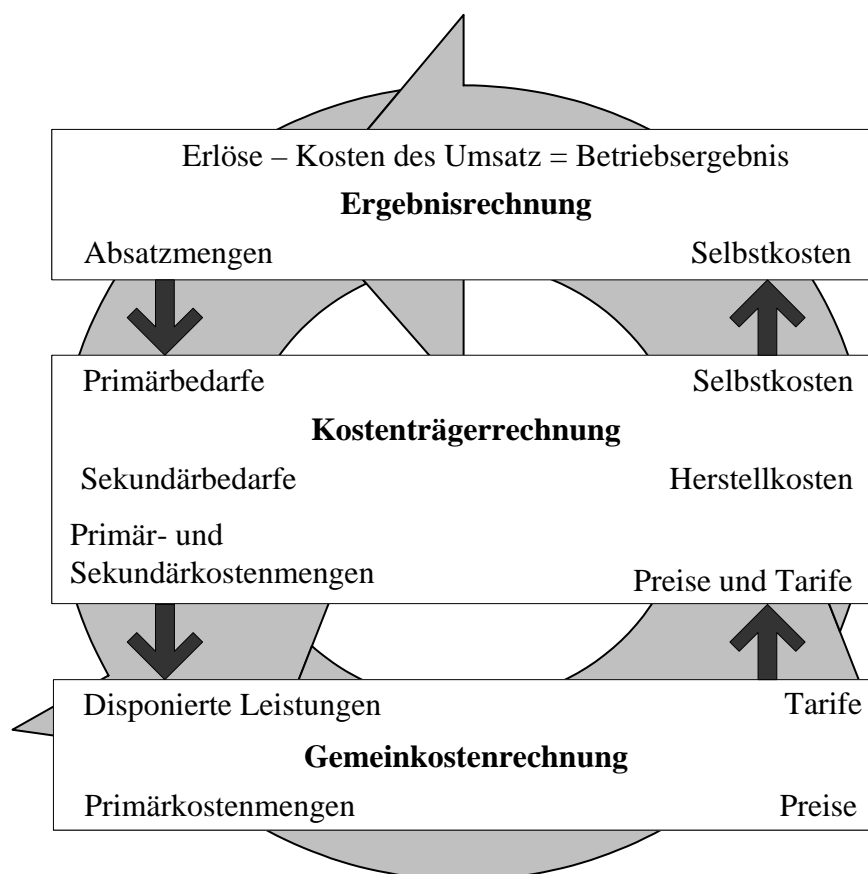 Erlöse – Kosten des Umsatz = Betriebsergebnis
Ergebnisrechnung
Absatzmengen Selbstkosten
Primärbedarfe Selbstkosten
Kostenträgerrechnung
Sekundärbedarfe Herstellkosten
Primär- und
Sekundärkostenmengen Preise und Tarife
Disponierte Leistungen Tarife
Gemeinkostenrechnung
Primärkostenmengen Preise